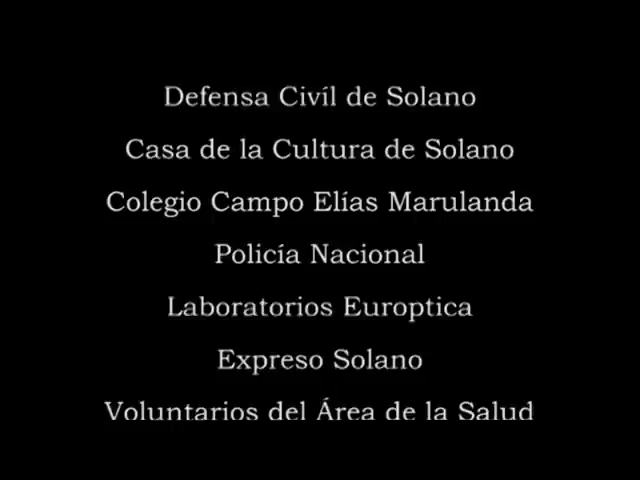 Defensa Civíl de Solano
Casa de la Cultura de Solano
Colegio Campo Elías Marulanda
Policía Nacional
Laboratorios Europtica
Expreso Solano
Voluntarios del Área de la Salud